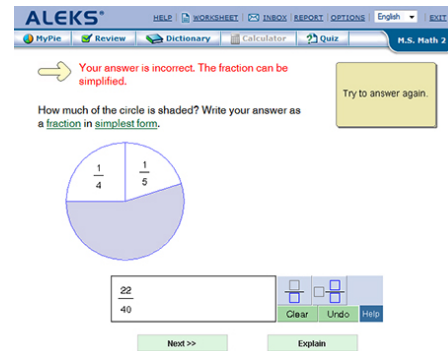 ALEKS®
HELP | WORKSHEET | INBOX | REPORT | OPTIONS | English | EXIT
MyPie Review Dictionary Calculator Quiz M.S. Math 2
Your answer is incorrect. The fraction can be
simplified.
Try to answer again.
How much of the circle is shaded? Write your answer as
a fraction in simplest form.
1/4 1/5
22/40
Clear Undo Help
Next >> Explain